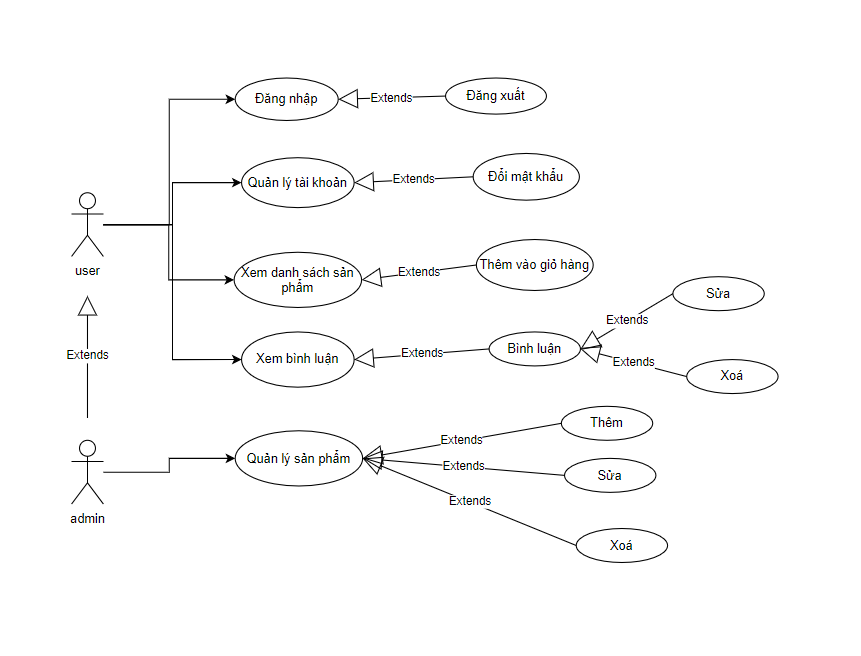 Đăng nhập
Extends
Đăng xuất
Quản lý tài khoản
Extends
Đổi mật khẩu
user
Xem danh sách sản
phẩm
Extends
Thêm vào giỏ hàng
Sửa
Extends
Extends
Xem bình luận
Extends
Bình luận
Extends
Xoá
Thêm
Extends
Quản lý sản phẩm
Extends
Sửa
Extends
admin
Xoá